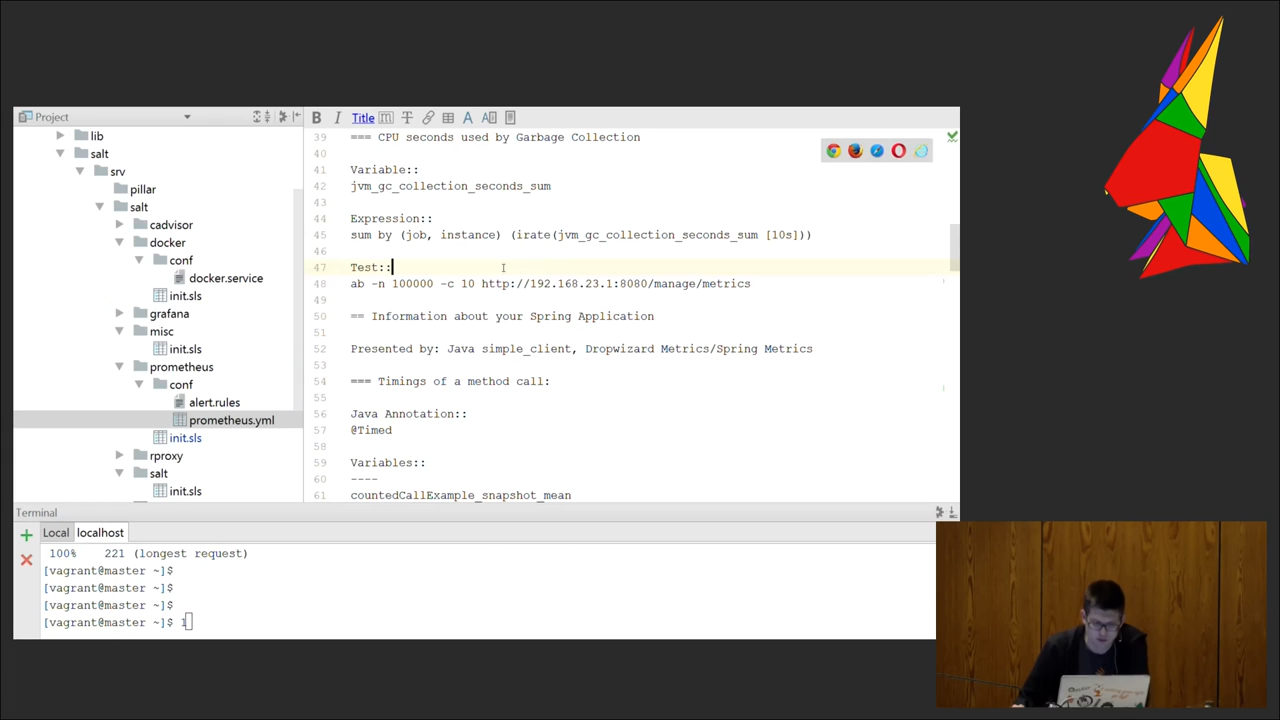 Project
lib
salt
srv
pillar
salt
cadvisor
docker
conf
docker.service
init.sls
grafana
misc
init.sls
prometheus
conf
alert.rules
prometheus.yml
init.sls
rproxy
salt
init.sls
B I Title m T A A
39 === CPU seconds used by Garbage Collection
40
41 Variable::
42 jvm_gc_collection_seconds_sum
43
44 Expression::
45 sum by (job, instance) (irate(jvm_gc_collection_seconds_sum [10s]))
46
47 Test::
48 ab -n 100000 -c 10 http://192.168.23.1:8080/manage/metrics
49
50 == Information about your Spring Application
51
52 Presented by: Java simple_client, Dropwizard Metrics/Spring Metrics
53
54 === Timings of a method call:
55
56 Java Annotation::
57 @Timed
58
59 Variables::
60 ----
61 countedCallExample_snapshot_mean
Terminal
Local localhost
100% 221 (longest request)
[vagrant@master ~]$
[vagrant@master ~]$
[vagrant@master ~]$
[vagrant@master ~]$ l